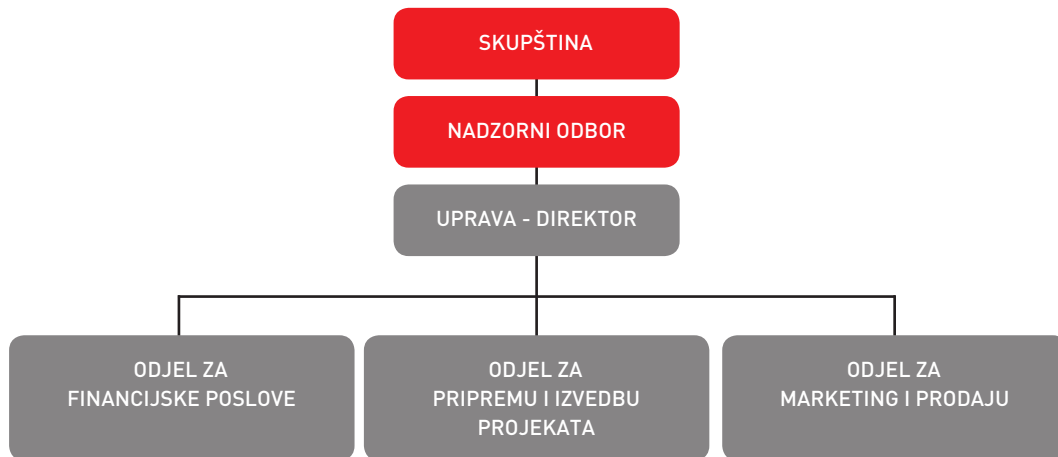 SKUPŠTINA
NADZORNI ODBOR
UPRAVA - DIREKTOR
ODJEL ZA
FINANCIJSKE POSLOVE
ODJEL ZA
PRIPREMU I IZVEDBU
PROJEKATA
ODJEL ZA
MARKETING I PRODAJU